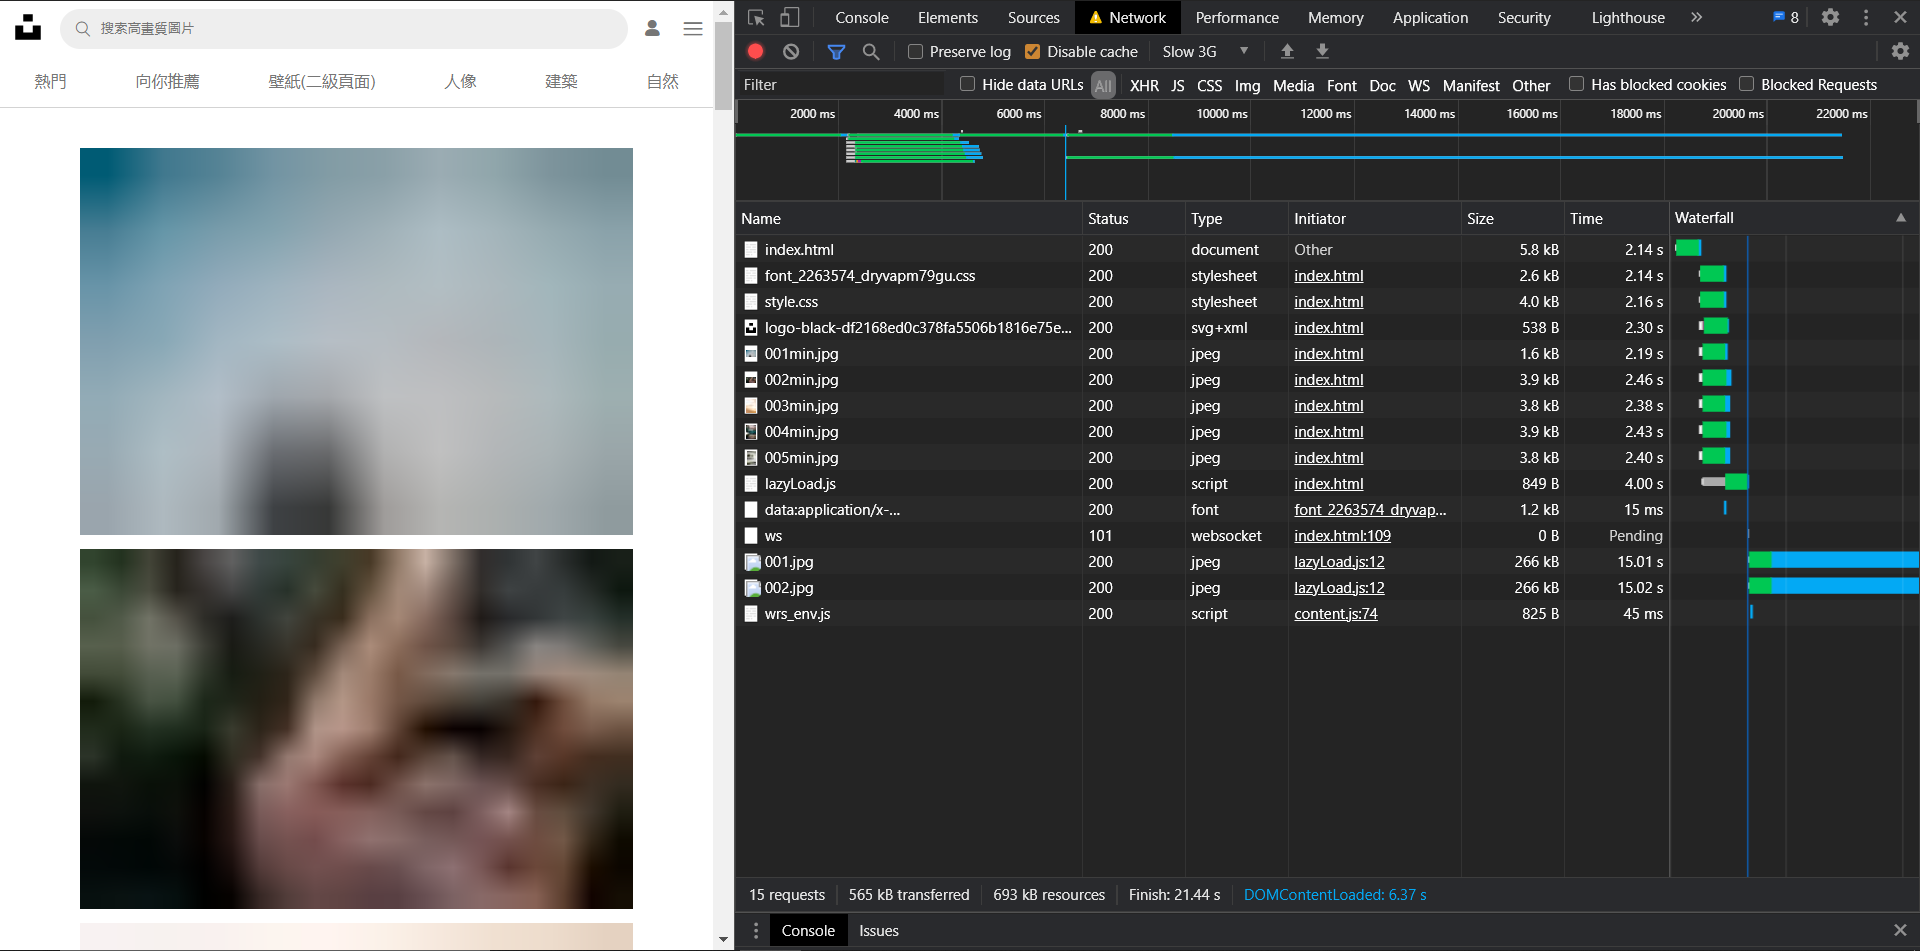 搜索高畫質圖片
熱門 向你推薦 壁紙(二級頁面) 人像 建築 自然
Console Elements Sources Network Performance Memory Application Security Lighthouse 8
Preserve log Disable cache Slow 3G
Filter Hide data URLs All XHR JS CSS Img Media Font Doc WS Manifest Other Has blocked cookies Blocked Requests
2000 ms 4000 ms 6000 ms 8000 ms 10000 ms 12000 ms 14000 ms 16000 ms 18000 ms 20000 ms 22000 ms
Name Status Type Initiator Size Time Waterfall
index.html 200 document Other 5.8 kB 2.14 s
font_2263574_dryvapm79gu.css 200 stylesheet index.html 2.6 kB 2.14 s
style.css 200 stylesheet index.html 4.0 kB 2.16 s
logo-black-df2168ed0c378fa5506b1816e75e... 200 svg+xml index.html 538 B 2.30 s
001min.jpg 200 jpeg index.html 1.6 kB 2.19 s
002min.jpg 200 jpeg index.html 3.9 kB 2.46 s
003min.jpg 200 jpeg index.html 3.8 kB 2.38 s
004min.jpg 200 jpeg index.html 3.9 kB 2.43 s
005min.jpg 200 jpeg index.html 3.8 kB 2.40 s
lazyLoad.js 200 script index.html 849 B 4.00 s
data:application/x-... 200 font font_2263574_dryvap... 1.2 kB 15 ms
ws 101 websocket index.html:109 0 B Pending
001.jpg 200 jpeg lazyLoad.js:12 266 kB 15.01 s
002.jpg 200 jpeg lazyLoad.js:12 266 kB 15.02 s
wrs_env.js 200 script content.js:74 825 B 45 ms
15 requests 565 kB transferred 693 kB resources Finish: 21.44 s DOMContentLoaded: 6.37 s
Console Issues